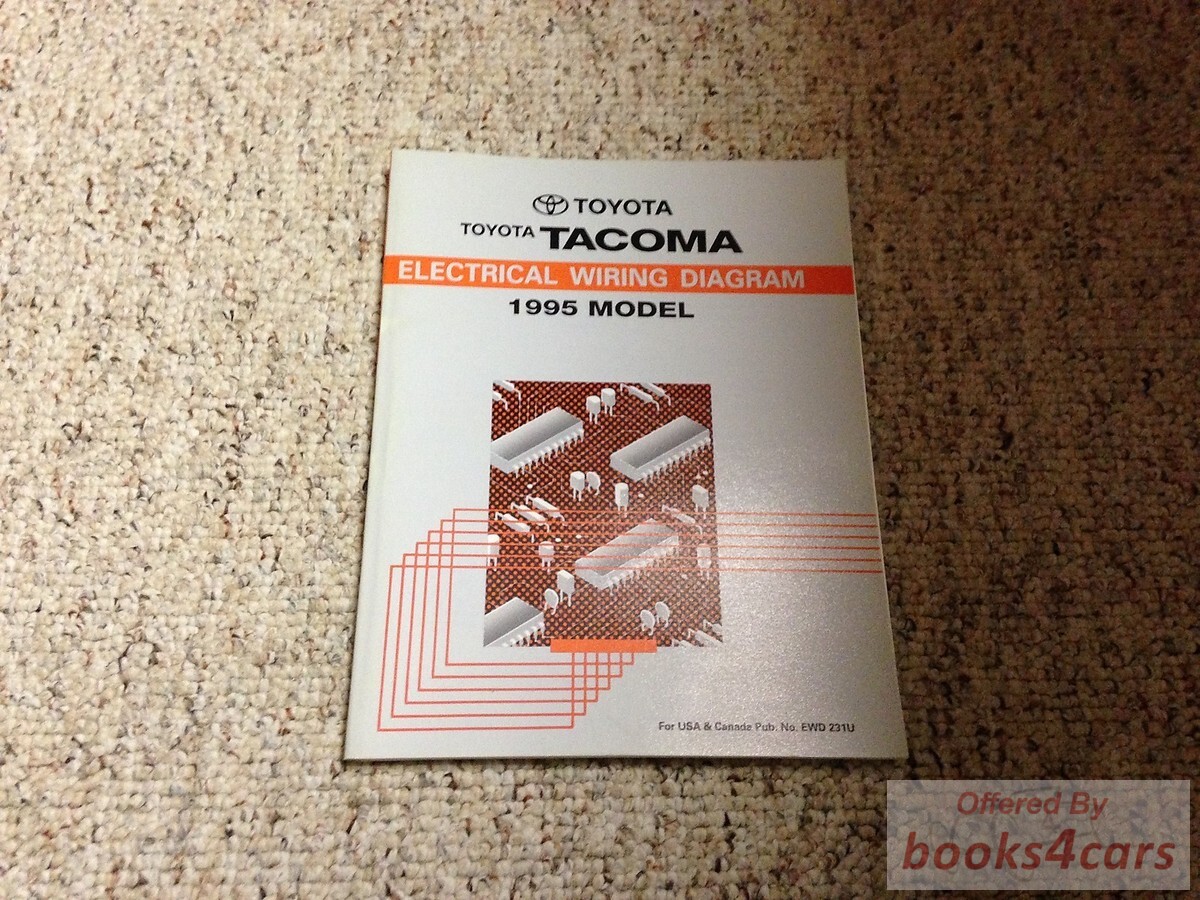 TOYOTA
TOYOTA TACOMA
ELECTRICAL WIRING DIAGRAM
1995 MODEL
For USA & Canada Pub. No. EWD 231U
Offered By
books4cars